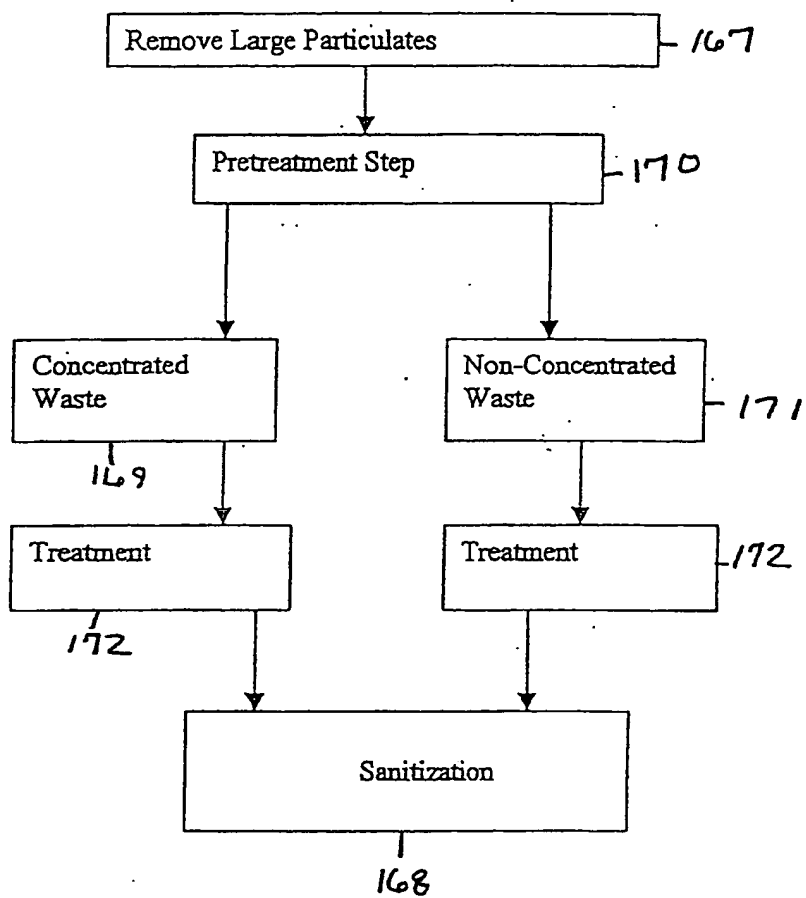 Remove Large Particulates 167
Pretreatment Step 170
Concentrated
Waste
169
Non-Concentrated
Waste
171
Treatment
172
Treatment 172
Sanitization
168